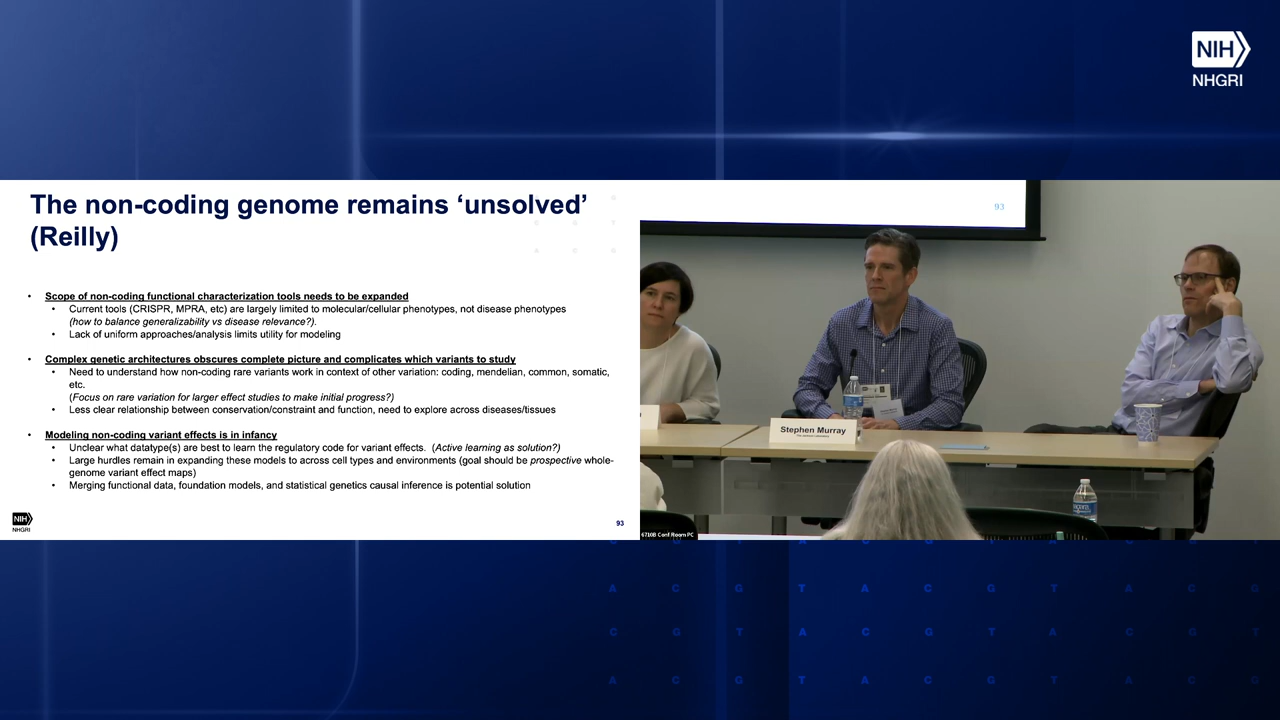 NIH
NHGRI
The non-coding genome remains ‘unsolved’
(Reilly)
• Scope of non-coding functional characterization tools needs to be expanded
• Current tools (CRISPR, MPRA, etc) are largely limited to molecular/cellular phenotypes, not disease phenotypes
(how to balance generalizability vs disease relevance?).
• Lack of uniform approaches/analysis limits utility for modeling
• Complex genetic architectures obscures complete picture and complicates which variants to study
• Need to understand how non-coding rare variants work in context of other variation: coding, mendelian, common, somatic,
etc.
(Focus on rare variation for larger effect studies to make initial progress?)
• Less clear relationship between conservation/constraint and function, need to explore across diseases/tissues
• Modeling non-coding variant effects is in infancy
• Unclear what datatype(s) are best to learn the regulatory code for variant effects. (Active learning as solution?)
• Large hurdles remain in expanding these models to across cell types and environments (goal should be prospective whole-
genome variant effect maps)
• Merging functional data, foundation models, and statistical genetics causal inference is potential solution
NIH
NHGRI
93
93
Stephen Murray
6710B Conf Room PC
A C G T A C G T A C G
A C G T A C G T A C G
A C G T A C G T A C G